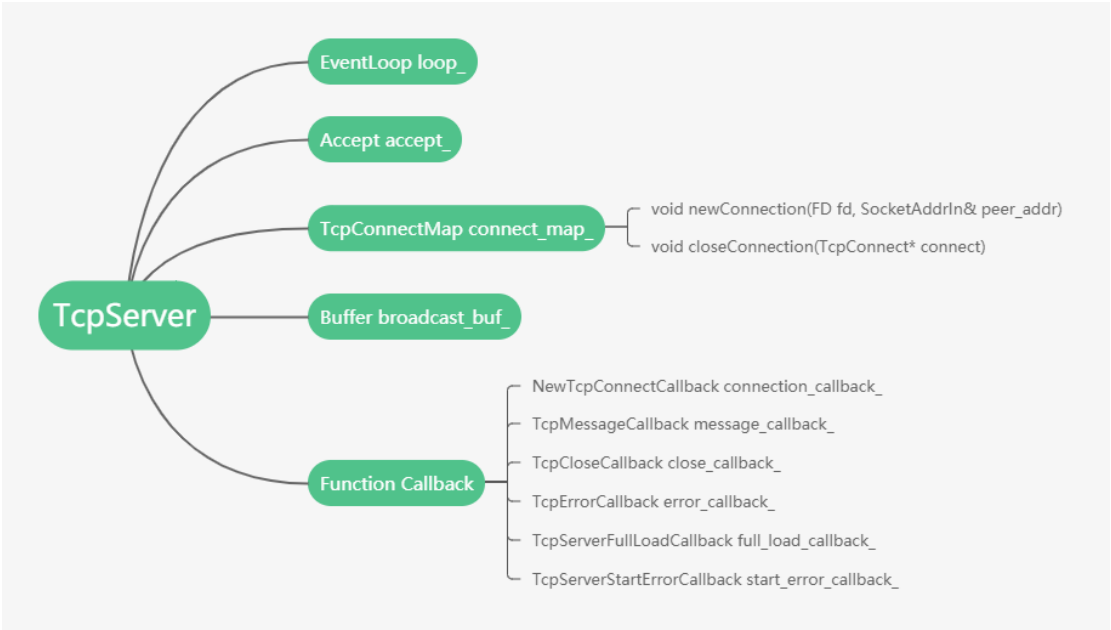 EventLoop loop_
Accept accept_
TcpConnectMap connect_map_
void newConnection(FD fd, SocketAddrIn& peer_addr)
void closeConnection(TcpConnect* connect)
TcpServer
Buffer broadcast_buf_
Function Callback
NewTcpConnectCallback connection_callback_
TcpMessageCallback message_callback_
TcpCloseCallback close_callback_
TcpErrorCallback error_callback_
TcpServerFullLoadCallback full_load_callback_
TcpServerStartErrorCallback start_error_callback_